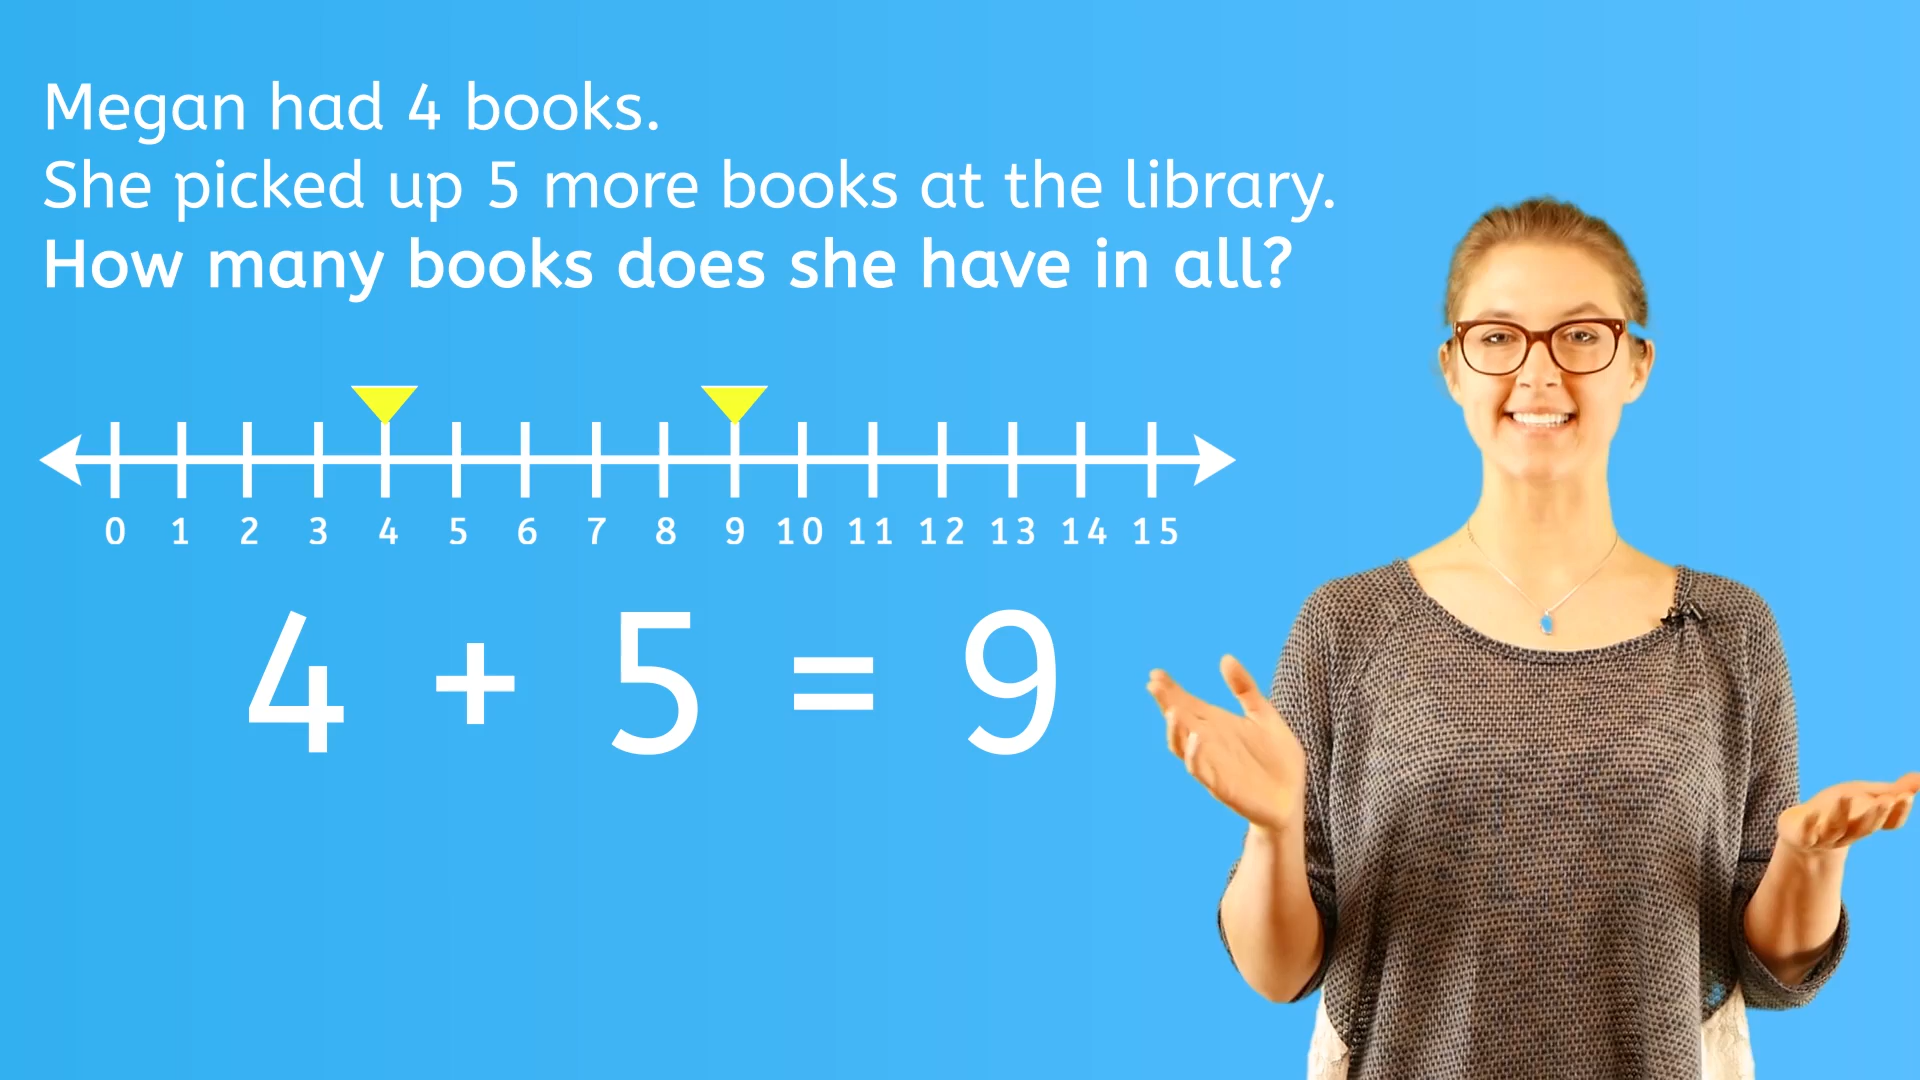 Megan had 4 books.
She picked up 5 more books at the library.
How many books does she have in all?
0 1 2 3 4 5 6 7 8 9 10 11 12 13 14 15
4 + 5 = 9